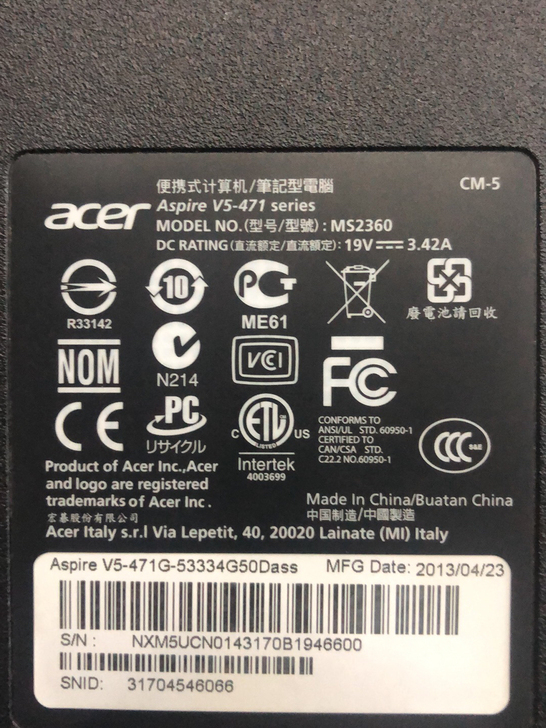 便携式计算机/筆記型電腦
CM-5
acer
Aspire V5-471 series
MODEL NO.(型号/型號) : MS2360
DC RATING (直流额定/直流額定): 19V⎓ 3.42A
R33142
10
PCT
ME61
廢電池請回收
NOM
N214
VCCI
FC
CE
PC
リサイクル
C ETL US
LISTED
Intertek
4003699
CONFORMS TO
ANSI/UL STD. 60950-1
CERTIFIED TO
CAN/CSA STD.
C22.2 NO.60950-1
CCC S&E
Product of Acer Inc.,Acer
and logo are registered
trademarks of Acer Inc .
宏碁股份有限公司
Made In China/Buatan China
中国制造/中國製造
Acer Italy s.r.l Via Lepetit, 40, 20020 Lainate (MI) Italy
Aspire V5-471G-53334G50Dass
MFG Date: 2013/04/23
S/N : NXM5UCN0143170B1946600
SNID: 31704546066